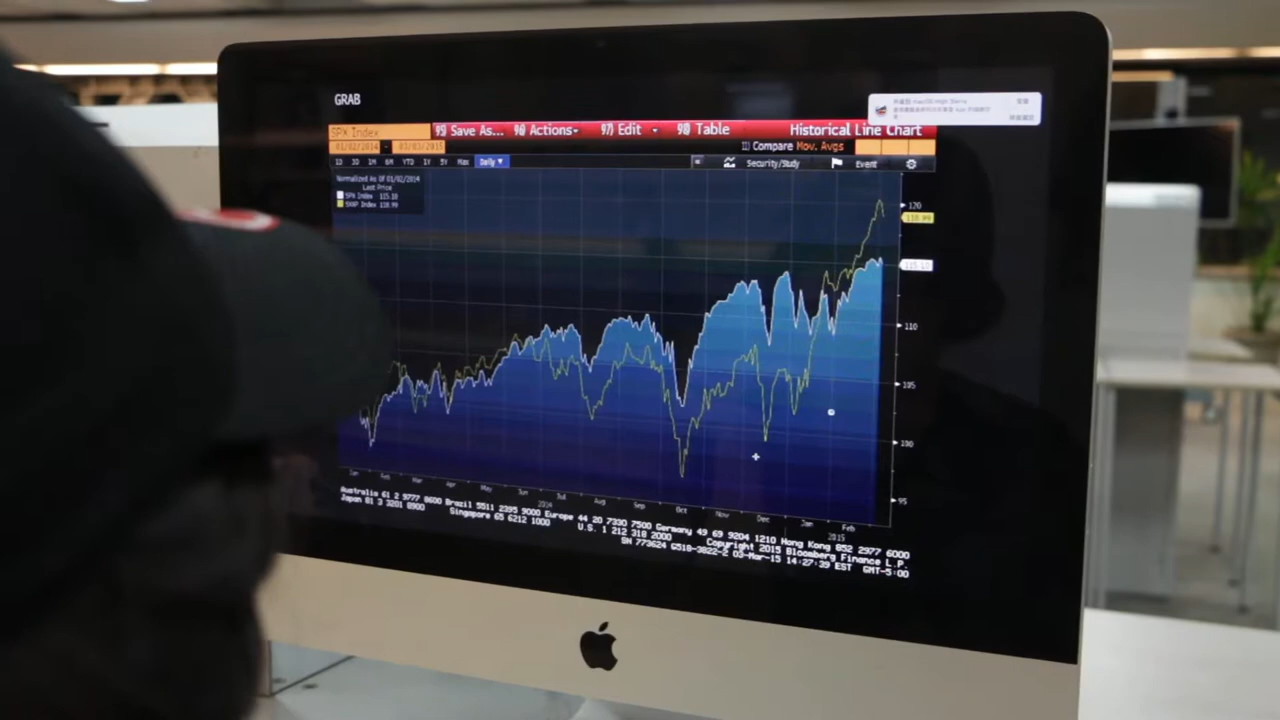 GRAB
SPX Index 95 Save As... 96 Actions 97 Edit 98 Table Historical Line Chart
01/02/2014 - 03/03/2015 Compare Mov. Avgs
1D 3D 1M 6M YTD 1Y 5Y Max Daily ▼ Security/Study Event
Normalized As Of 01/02/2014
Last Price
SPX Index 115.10
SXXP Index 118.99
120
118.99
115.10
110
105
100
95
Jan Feb Mar Apr May Jun Jul Aug Sep Oct Nov Dec Jan Feb
2014 2015
Australia 61 2 9777 8600 Brazil 5511 2395 9000 Europe 44 20 7330 7500 Germany 49 69 9204 1210 Hong Kong 852 2977 6000
Japan 81 3 3201 8900 Singapore 65 6212 1000 U.S. 1 212 318 2000 Copyright 2015 Bloomberg Finance L.P.
SN 773624 G518-3822-2 03-Mar-15 14:27:39 EST GMT-5:00